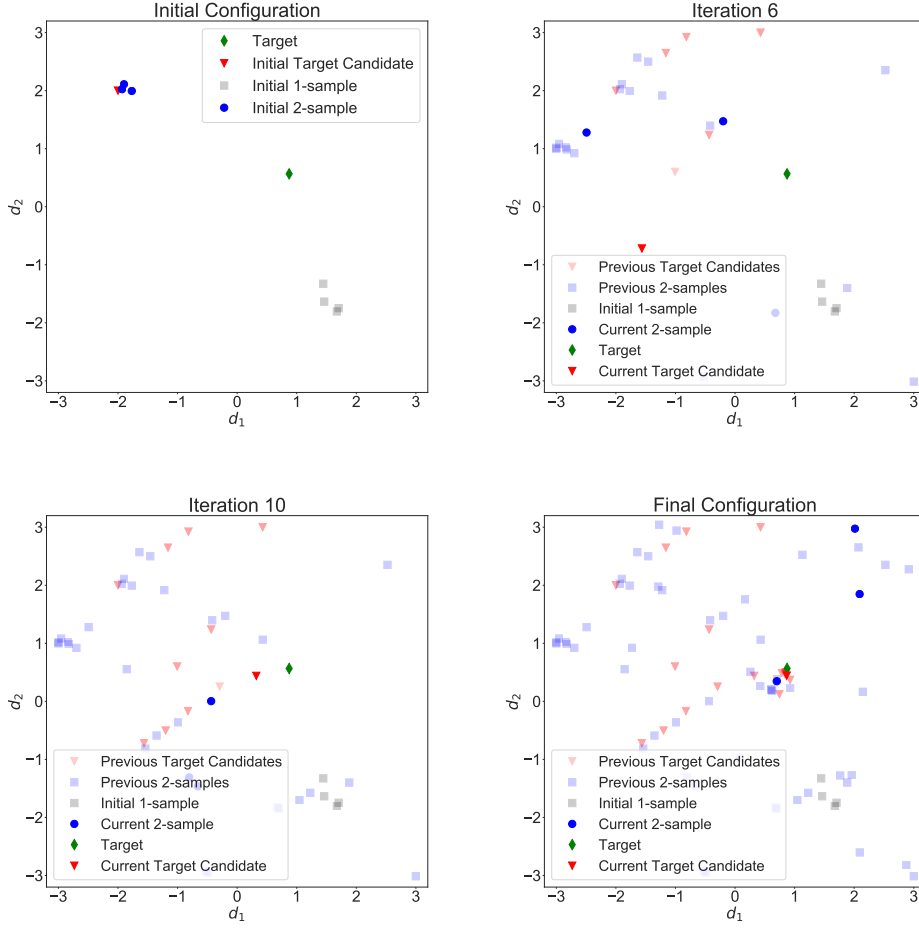 Initial Configuration
3
2
1
0
−1
−2
−3
d2
−3 −2 −1 0 1 2 3
d1
Target
Initial Target Candidate
Initial 1-sample
Initial 2-sample
Iteration 6
3
2
1
0
−1
−2
−3
d2
−3 −2 −1 0 1 2 3
d1
Previous Target Candidates
Previous 2-samples
Initial 1-sample
Current 2-sample
Target
Current Target Candidate
Iteration 10
3
2
1
0
−1
−2
−3
d2
−3 −2 −1 0 1 2 3
d1
Previous Target Candidates
Previous 2-samples
Initial 1-sample
Current 2-sample
Target
Current Target Candidate
Final Configuration
3
2
1
0
−1
−2
−3
d2
−3 −2 −1 0 1 2 3
d1
Previous Target Candidates
Previous 2-samples
Initial 1-sample
Current 2-sample
Target
Current Target Candidate